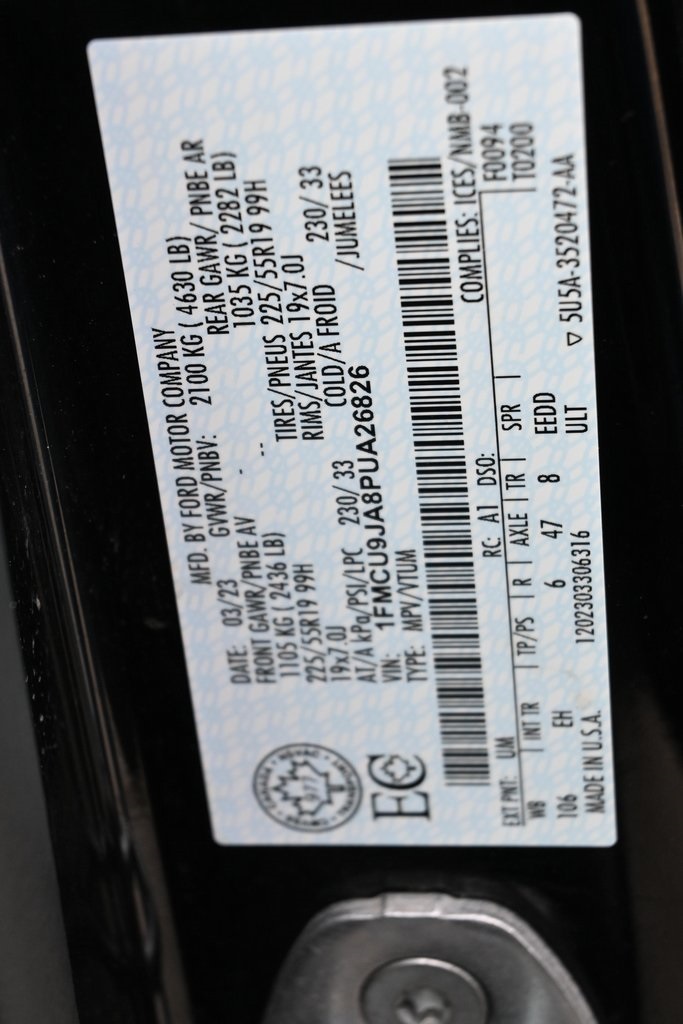 MFD. BY FORD MOTOR COMPANY
DATE: 03/23 GVWR/PNBV: 2100 KG ( 4630 LB)
FRONT GAWR/PNBE AV REAR GAWR/ PNBE AR
1105 KG ( 2436 LB) 1035 KG ( 2282 LB)
225/55R19 99H TIRES/PNEUS 225/55R19 99H
19x7.0J RIMS/JANTES 19x7.0J
AT/A kPa/PSI/LPC 230/ 33 COLD/A FROID 230/ 33
VIN: 1FMCU9JA8PUA26826 /JUMELEES
TYPE: MPV/VTUM
EC
COMPLIES: ICES/NMB-002
EXT PNT: UM RC: A1 DSO: F0094
WB INT TR TP/PS R AXLE TR SPR T0200
106 EH 6 47 8 EEDD
ULT
MADE IN U.S.A. 1202303306316 ▽ 5U5A-3520472-AA